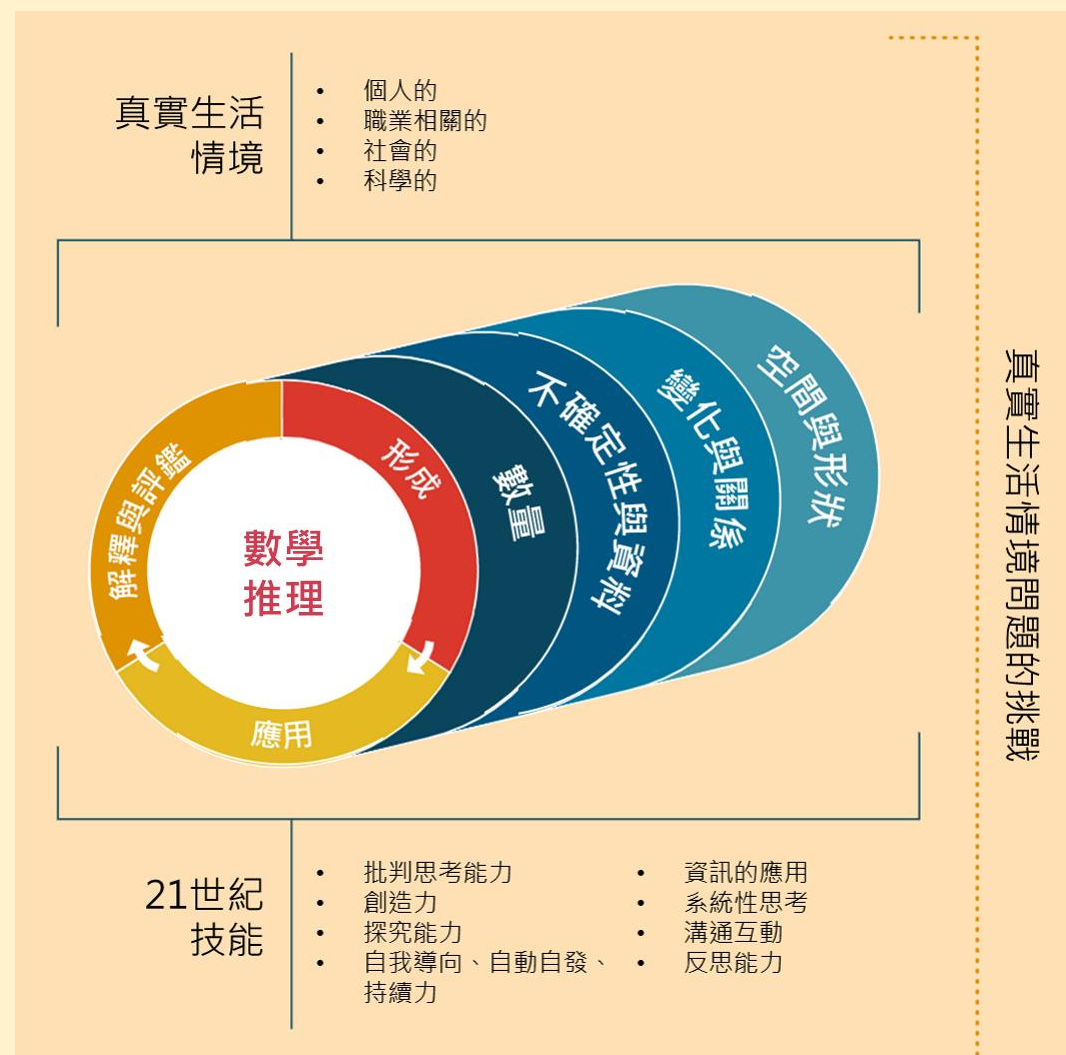 真實生活
情境
• 個人的
• 職業相關的
• 社會的
• 科學的
數學
推理
形成
應用
解釋與評鑑
數量
不確定性與資料
變化與關係
空間與形狀
真實生活情境問題的挑戰
21世紀
技能
• 批判思考能力
• 創造力
• 探究能力
• 自我導向、自動自發、
持續力
• 資訊的應用
• 系統性思考
• 溝通互動
• 反思能力